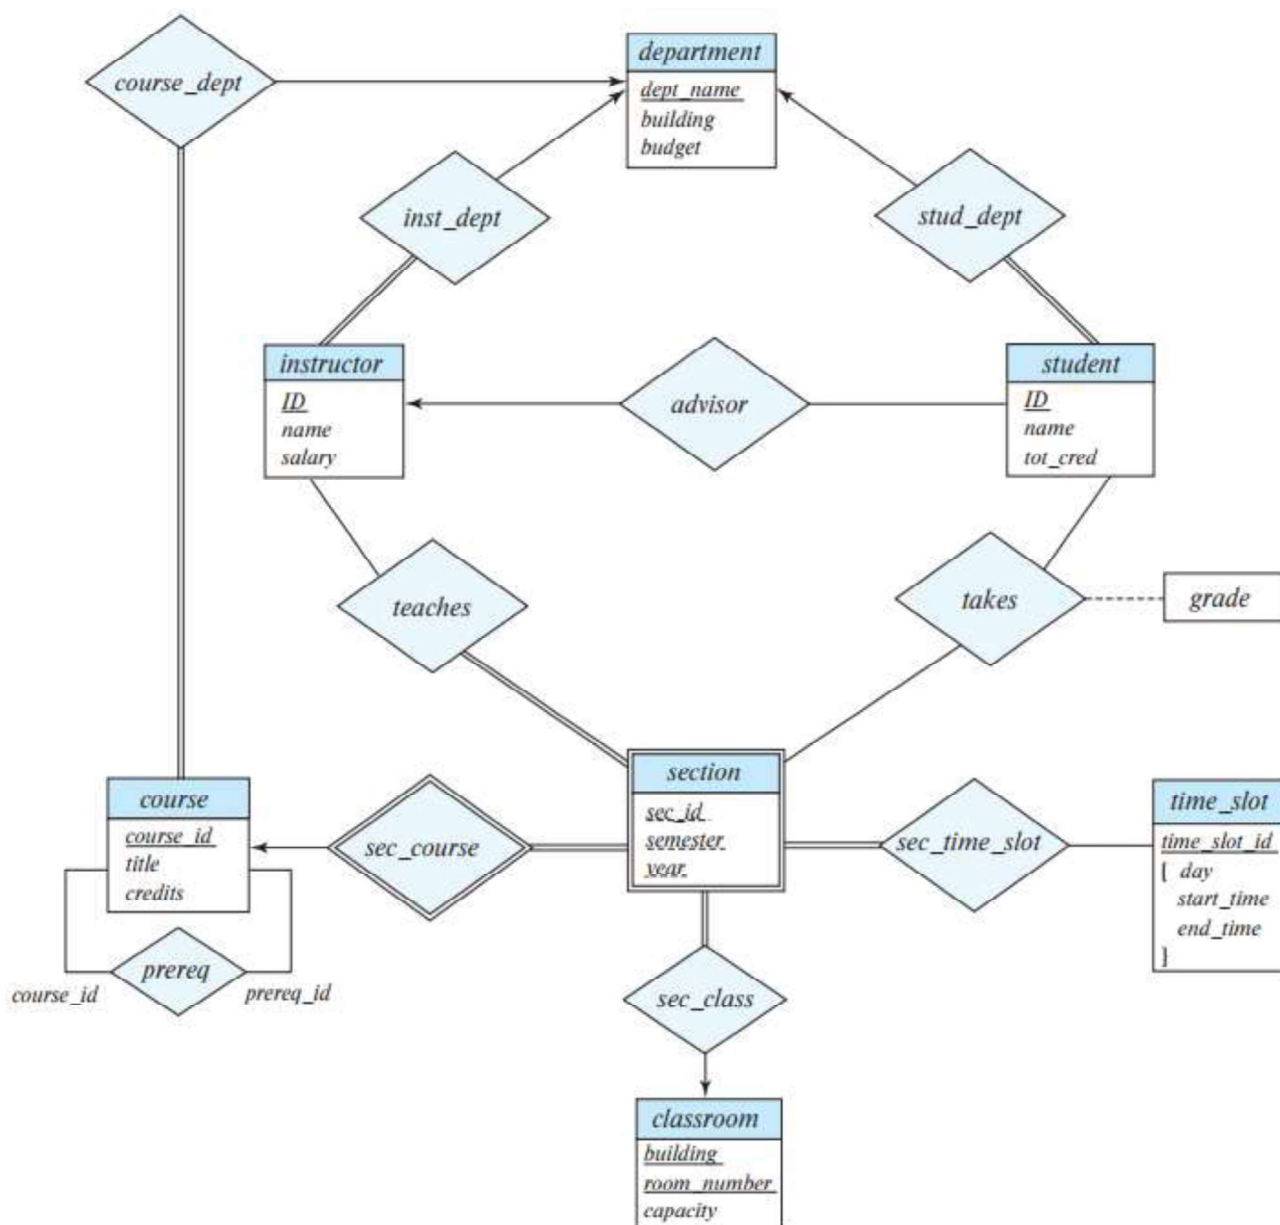 department
dept_name
building
budget
course_dept
inst_dept
stud_dept
instructor
ID
name
salary
advisor
student
ID
name
tot_cred
teaches
takes
grade
course
course_id
title
credits
sec_course
section
sec_id
semester
year
sec_time_slot
time_slot
time_slot_id
{ day
start_time
end_time
}
prereq
course_id
prereq_id
sec_class
classroom
building
room_number
capacity